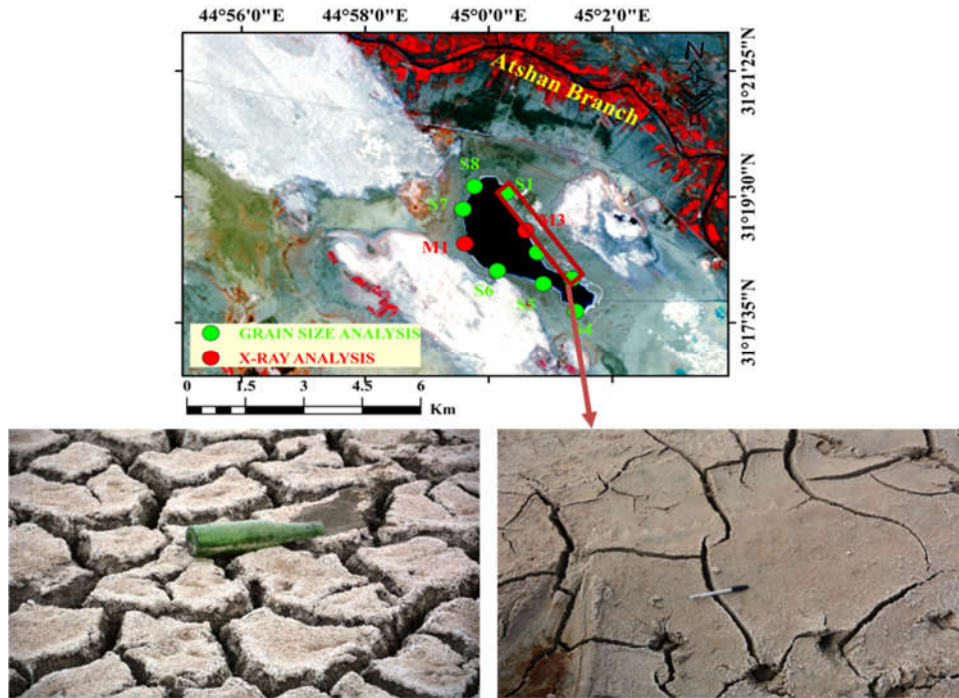 44°56'0"E 44°58'0"E 45°0'0"E 45°2'0"E
31°21'25"N
Atshan Branch
N
S8
S1
31°19'30"N
S7
M3
M1
S6
S5
31°17'35"N
GRAIN SIZE ANALYSIS
X-RAY ANALYSIS
0 1.5 3 4.5 6
Km